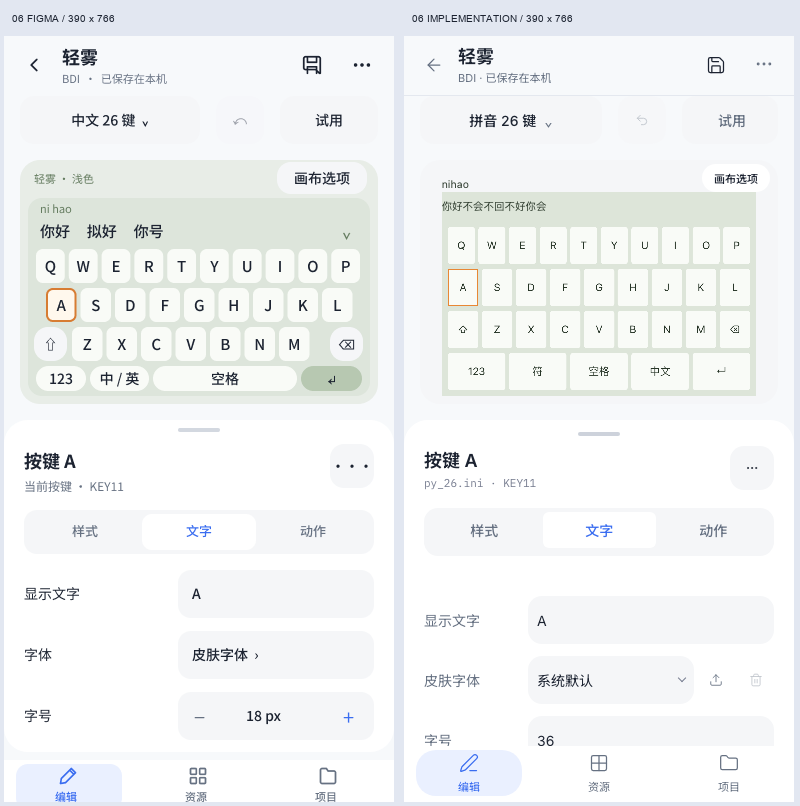 06 FIGMA / 390 x 766
轻雾
BDI • 已保存在本机
中文 26 键
试用
轻雾 • 浅色
画布选项
ni hao
你好 拟好 你号
Q W E R T Y U I O P
A S D F G H J K L
⇧ Z X C V B N M ⌫
123 中 / 英 空格 ↲
按键 A
当前按键 • KEY11
样式 文字 动作
显示文字 A
字体 皮肤字体 ›
字号 − 18 px +
编辑 资源 项目
06 IMPLEMENTATION / 390 x 766
轻雾
BDI · 已保存在本机
拼音 26 键
试用
画布选项
nihao
你好不会不回不好你会
Q W E R T Y U I O P
A S D F G H J K L
⇧ Z X C V B N M ⌫
123 符 空格 中文 ↵
按键 A
py_26.ini · KEY11
样式 文字 动作
显示文字 A
皮肤字体 系统默认
字号 36
编辑 资源 项目